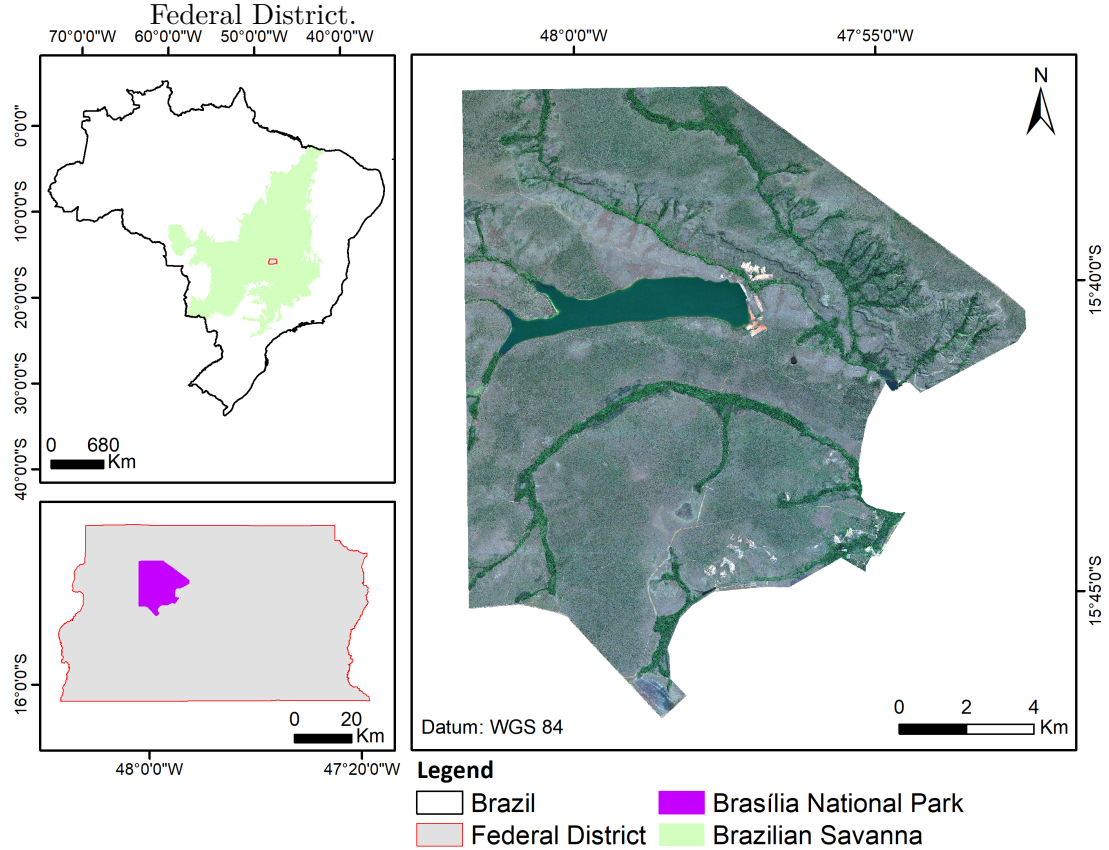 Federal District.
70°0'0"W 60°0'0"W 50°0'0"W 40°0'0"W
0°0'0"
10°0'0"S
20°0'0"S
30°0'0"S
40°0'0"S
0 680
Km
16°0'0"S
0 20
Km
48°0'0"W 47°20'0"W
48°0'0"W 47°55'0"W
N
15°40'0"S
15°45'0"S
Datum: WGS 84
0 2 4
Km
Legend
Brazil
Brasília National Park
Federal District
Brazilian Savanna